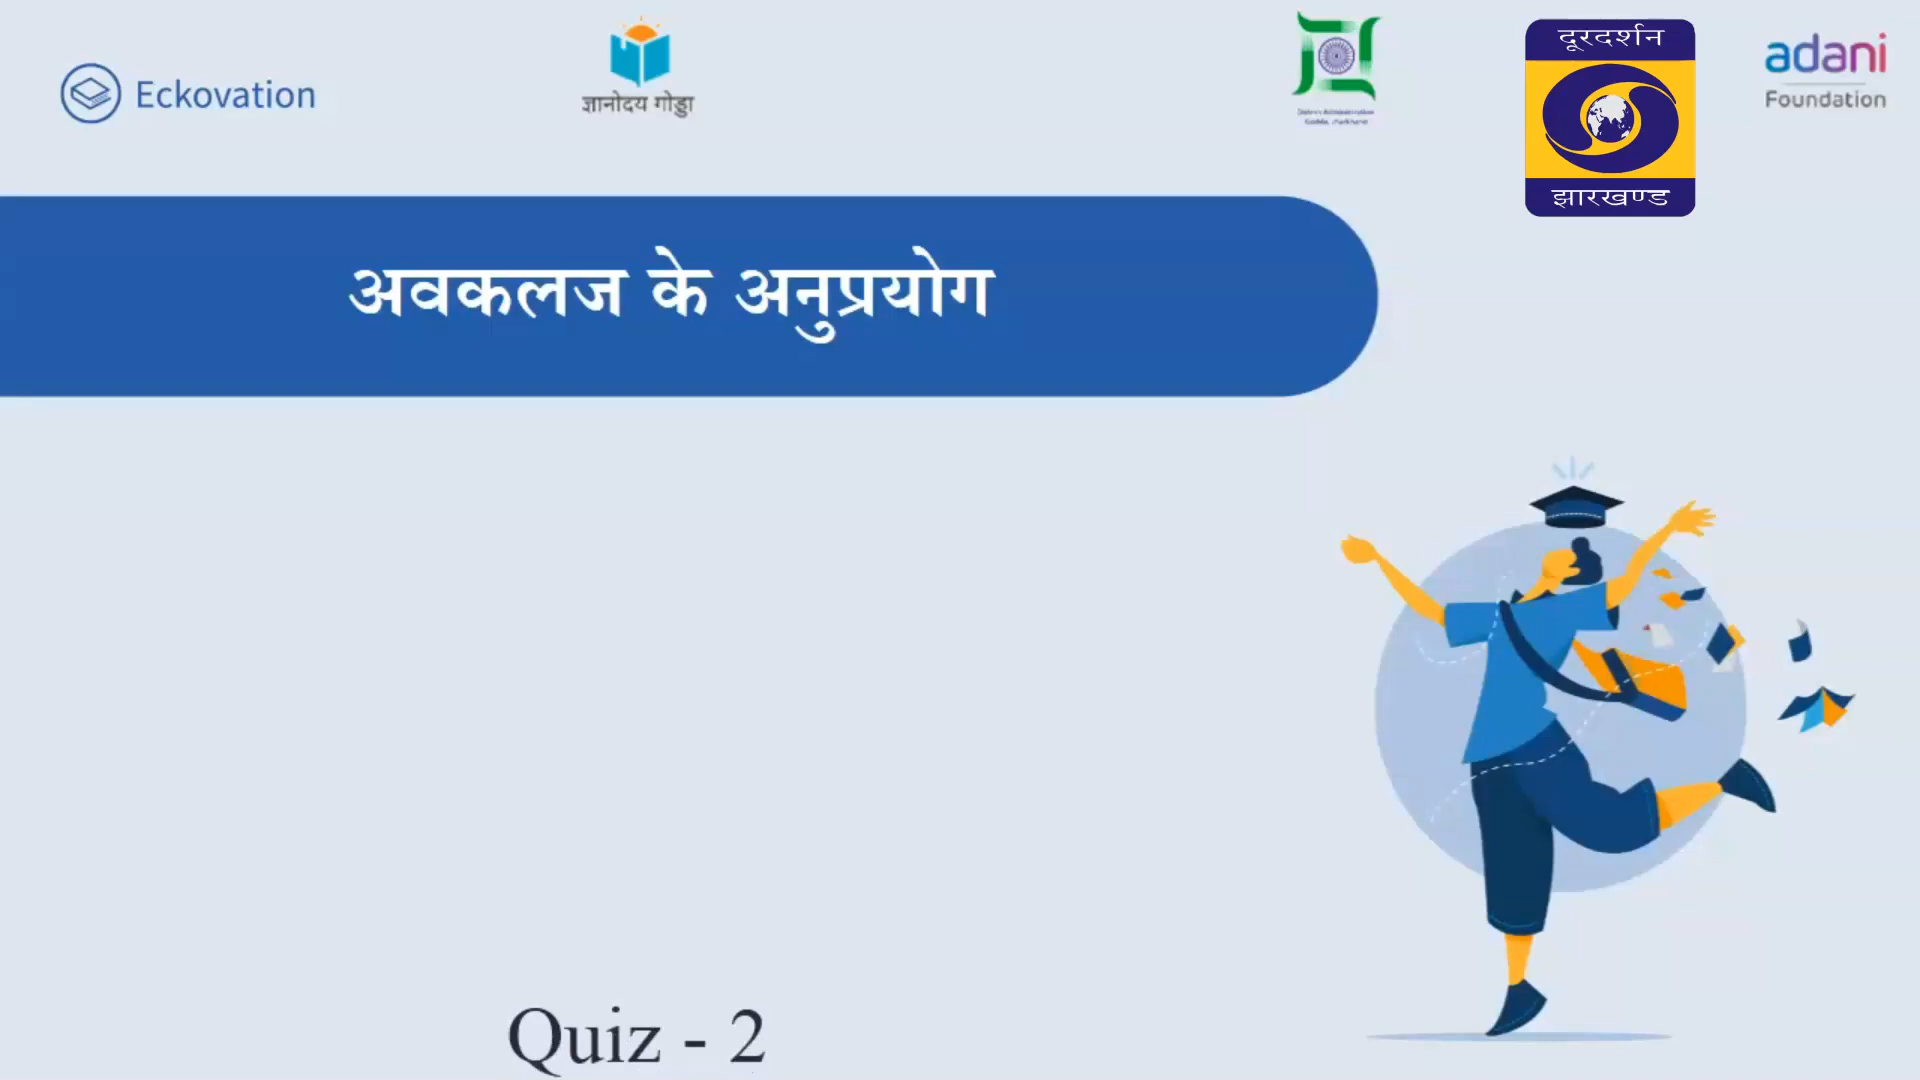 Eckovation
ज्ञानोदय गोड्डा
दूरदर्शन
झारखण्ड
adani
Foundation
अवकलज के अनुप्रयोग
Quiz - 2